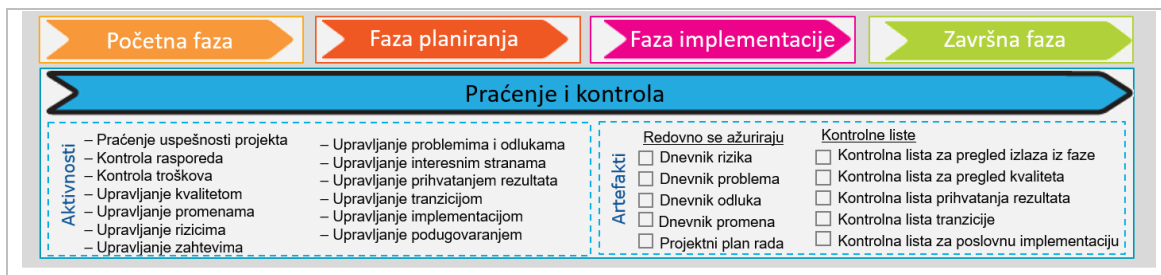 Početna faza
Faza planiranja
Faza implementacije
Završna faza
Praćenje i kontrola
Aktivnosti
– Praćenje uspešnosti projekta
– Kontrola rasporeda
– Kontrola troškova
– Upravljanje kvalitetom
– Upravljanje promenama
– Upravljanje rizicima
– Upravljanje zahtevima
– Upravljanje problemima i odlukama
– Upravljanje interesnim stranama
– Upravljanje prihvatanjem rezultata
– Upravljanje tranzicijom
– Upravljanje implementacijom
– Upravljanje podugovaranjem
Artefakti
Redovno se ažuriraju
Dnevnik rizika
Dnevnik problema
Dnevnik odluka
Dnevnik promena
Projektni plan rada
Kontrolne liste
Kontrolna lista za pregled izlaza iz faze
Kontrolna lista za pregled kvaliteta
Kontrolna lista prihvatanja rezultata
Kontrolna lista tranzicije
Kontrolna lista za poslovnu implementaciju